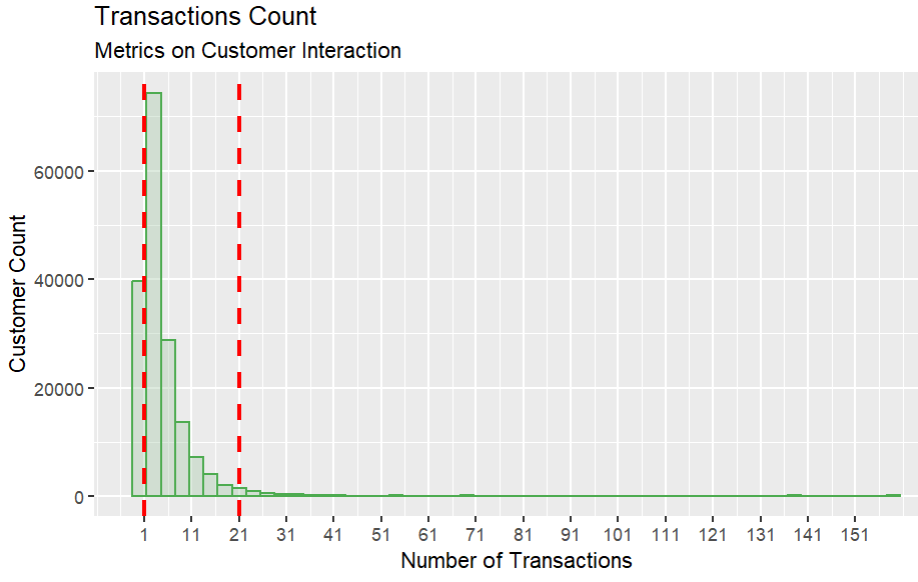 Transactions Count
Metrics on Customer Interaction
Customer Count
60000
40000
20000
0
1 11 21 31 41 51 61 71 81 91 101 111 121 131 141 151
Number of Transactions